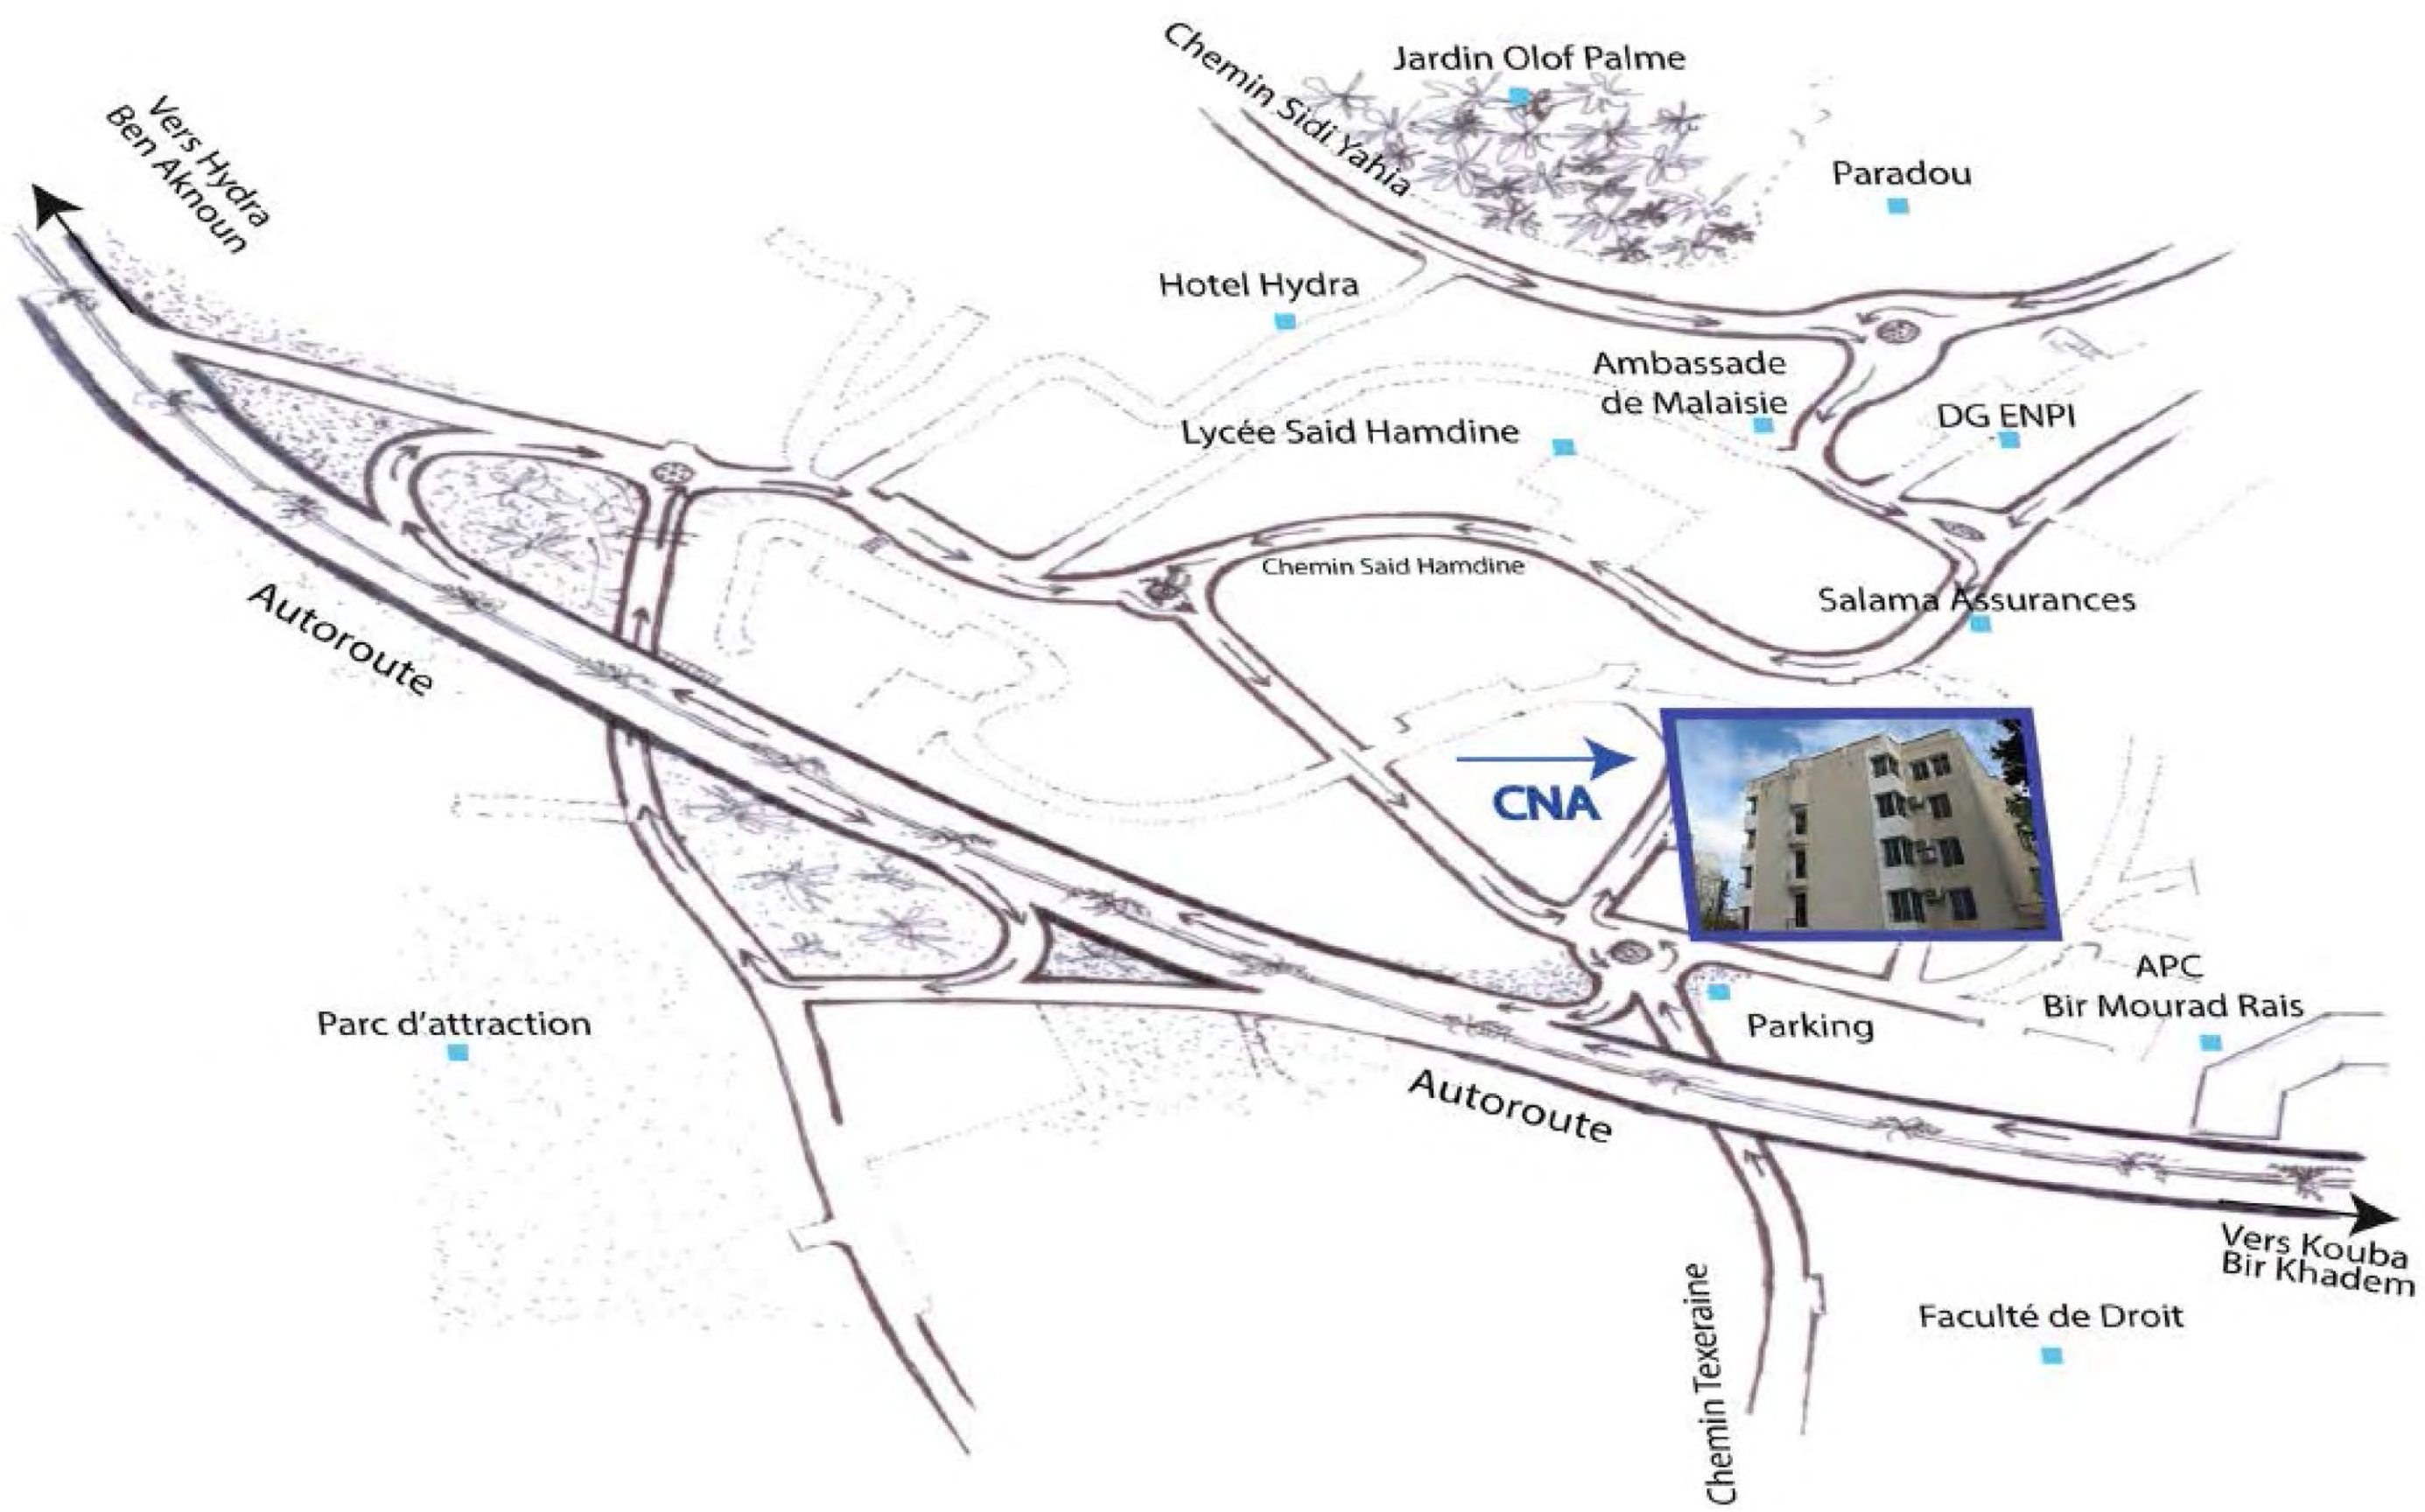 Chemin Sidi Yahia
Jardin Olof Palme
Vers Hydra
Ben Aknoun
Paradou
Hotel Hydra
Ambassade
de Malaisie
DG ENPI
Lycée Said Hamdine
Chemin Said Hamdine
Salama Assurances
Autoroute
CNA
APC
Bir Mourad Rais
Parc d'attraction
Parking
Autoroute
Vers Kouba
Bir Khadem
Chemin Texeraine
Faculté de Droit